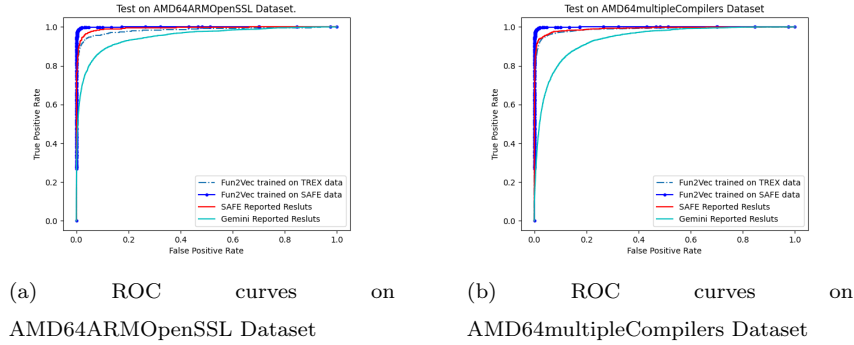 Test on AMD64ARMOpenSSL Dataset.
1.0
0.8
0.6
0.4
0.2
0.0
True Positive Rate
Fun2Vec trained on TREX data
Fun2Vec trained on SAFE data
SAFE Reported Resluts
Gemini Reported Resluts
0.0 0.2 0.4 0.6 0.8 1.0
False Positive Rate
(a) ROC curves on
AMD64ARMOpenSSL Dataset
Test on AMD64multipleCompilers Dataset
1.0
0.8
0.6
0.4
0.2
0.0
True Positive Rate
Fun2Vec trained on TREX data
Fun2Vec trained on SAFE data
SAFE Reported Resluts
Gemini Reported Resluts
0.0 0.2 0.4 0.6 0.8 1.0
False Positive Rate
(b) ROC curves on
AMD64multipleCompilers Dataset